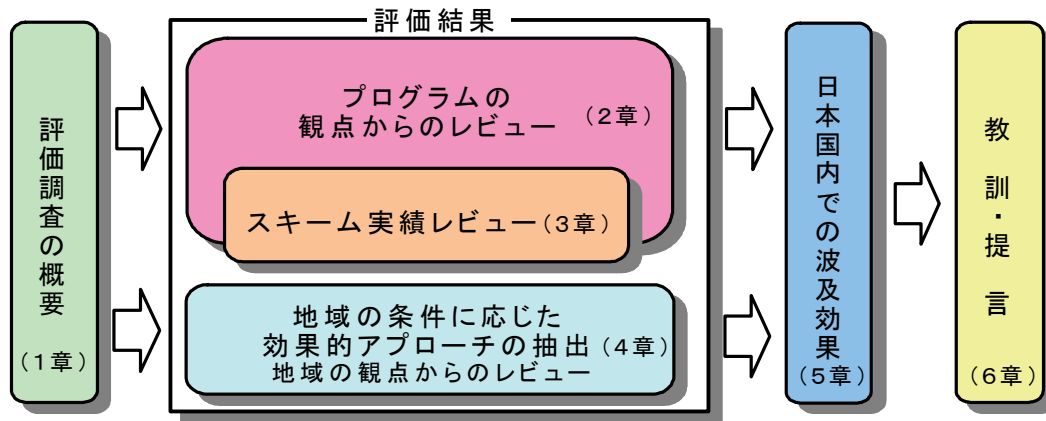 評価調査の概要
(1章)
評価結果
プログラムの
観点からのレビュー (2章)
スキーム実績レビュー(3章)
地域の条件に応じた
効果的アプローチの抽出(4章)
地域の観点からのレビュー
日本国内での波及効果
(5章)
教訓・提言
(6章)